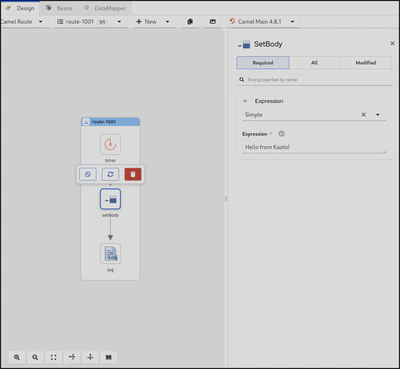 Design Beans DataMapper
Camel Route route-1001 1/1 + New Camel Main 4.8.1
SetBody
Required All Modified
Find properties by name
Expression
Simple
Expression *
Hello from Kaoto!
route-1001
timer
setBody
LOG
log